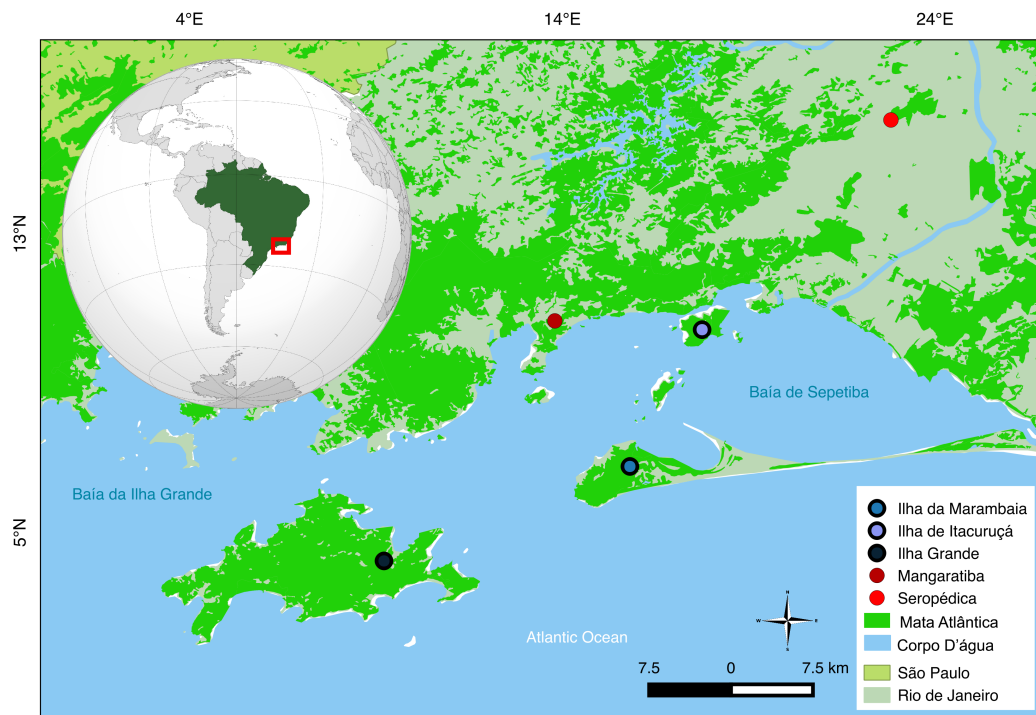 4°E 14°E 24°E
13°N
5°N
Baía de Sepetiba
Baía da Ilha Grande
Atlantic Ocean
N
W E
S
7.5 0 7.5 km
Ilha da Marambaia
Ilha de Itacuruçá
Ilha Grande
Mangaratiba
Seropédica
Mata Atlântica
Corpo D'água
São Paulo
Rio de Janeiro